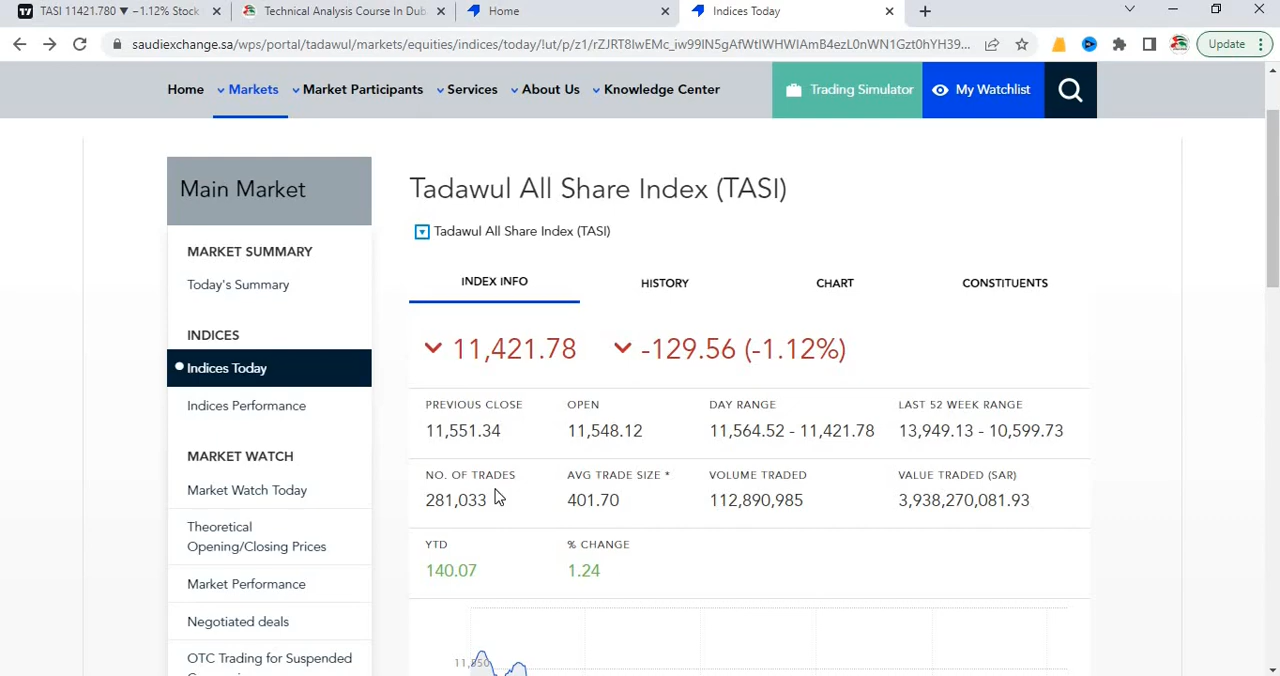 TASI 11421.780 ▼ −1.12% Stock
Technical Analysis Course In Dub
Home
Indices Today
saudiexchange.sa/wps/portal/tadawul/markets/equities/indices/today/!ut/p/z1/rZJRT8IwEMc_iw99IN5gAfWtIWHWIAmB4ezL0nWN1Gzt0hYH39...
Update
Home
Markets
Market Participants
Services
About Us
Knowledge Center
Trading Simulator
My Watchlist
Main Market
MARKET SUMMARY
Today's Summary
INDICES
Indices Today
Indices Performance
MARKET WATCH
Market Watch Today
Theoretical
Opening/Closing Prices
Market Performance
Negotiated deals
OTC Trading for Suspended
Tadawul All Share Index (TASI)
Tadawul All Share Index (TASI)
INDEX INFO
HISTORY
CHART
CONSTITUENTS
11,421.78
-129.56 (-1.12%)
PREVIOUS CLOSE
OPEN
DAY RANGE
LAST 52 WEEK RANGE
11,551.34
11,548.12
11,564.52 - 11,421.78
13,949.13 - 10,599.73
NO. OF TRADES
AVG TRADE SIZE *
VOLUME TRADED
VALUE TRADED (SAR)
281,033
401.70
112,890,985
3,938,270,081.93
YTD
% CHANGE
140.07
1.24
11,550